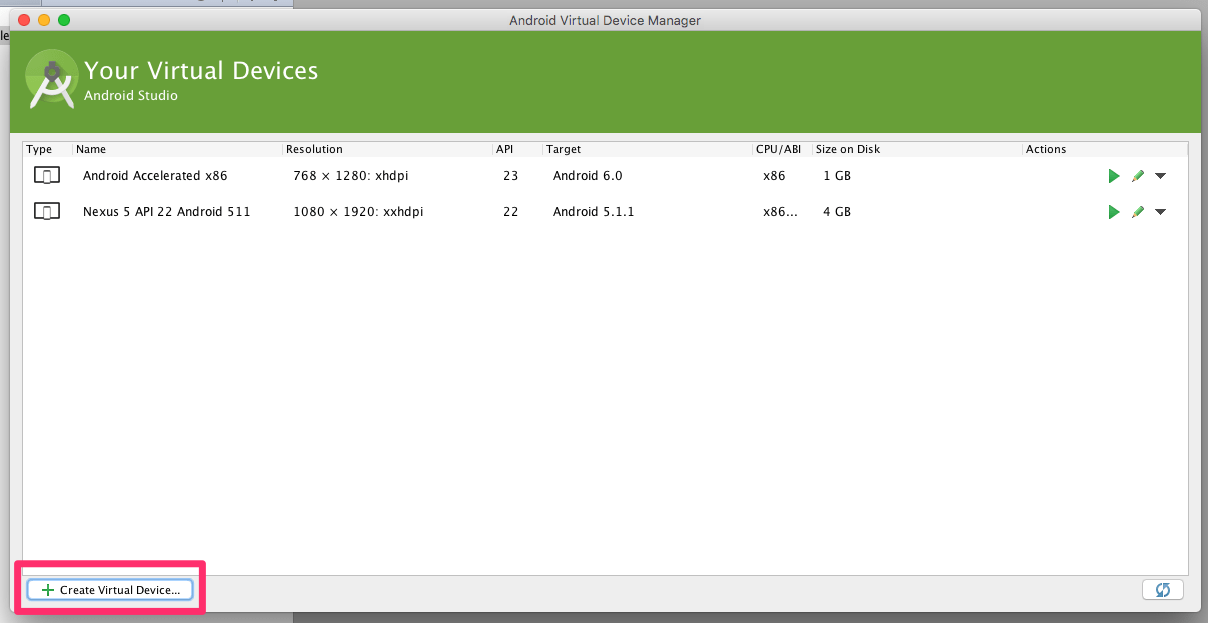 le
Android Virtual Device Manager
Your Virtual Devices
Android Studio
Type Name Resolution API Target CPU/ABI Size on Disk Actions
Android Accelerated x86 768 × 1280: xhdpi 23 Android 6.0 x86 1 GB
Nexus 5 API 22 Android 511 1080 × 1920: xxhdpi 22 Android 5.1.1 x86... 4 GB
Create Virtual Device...